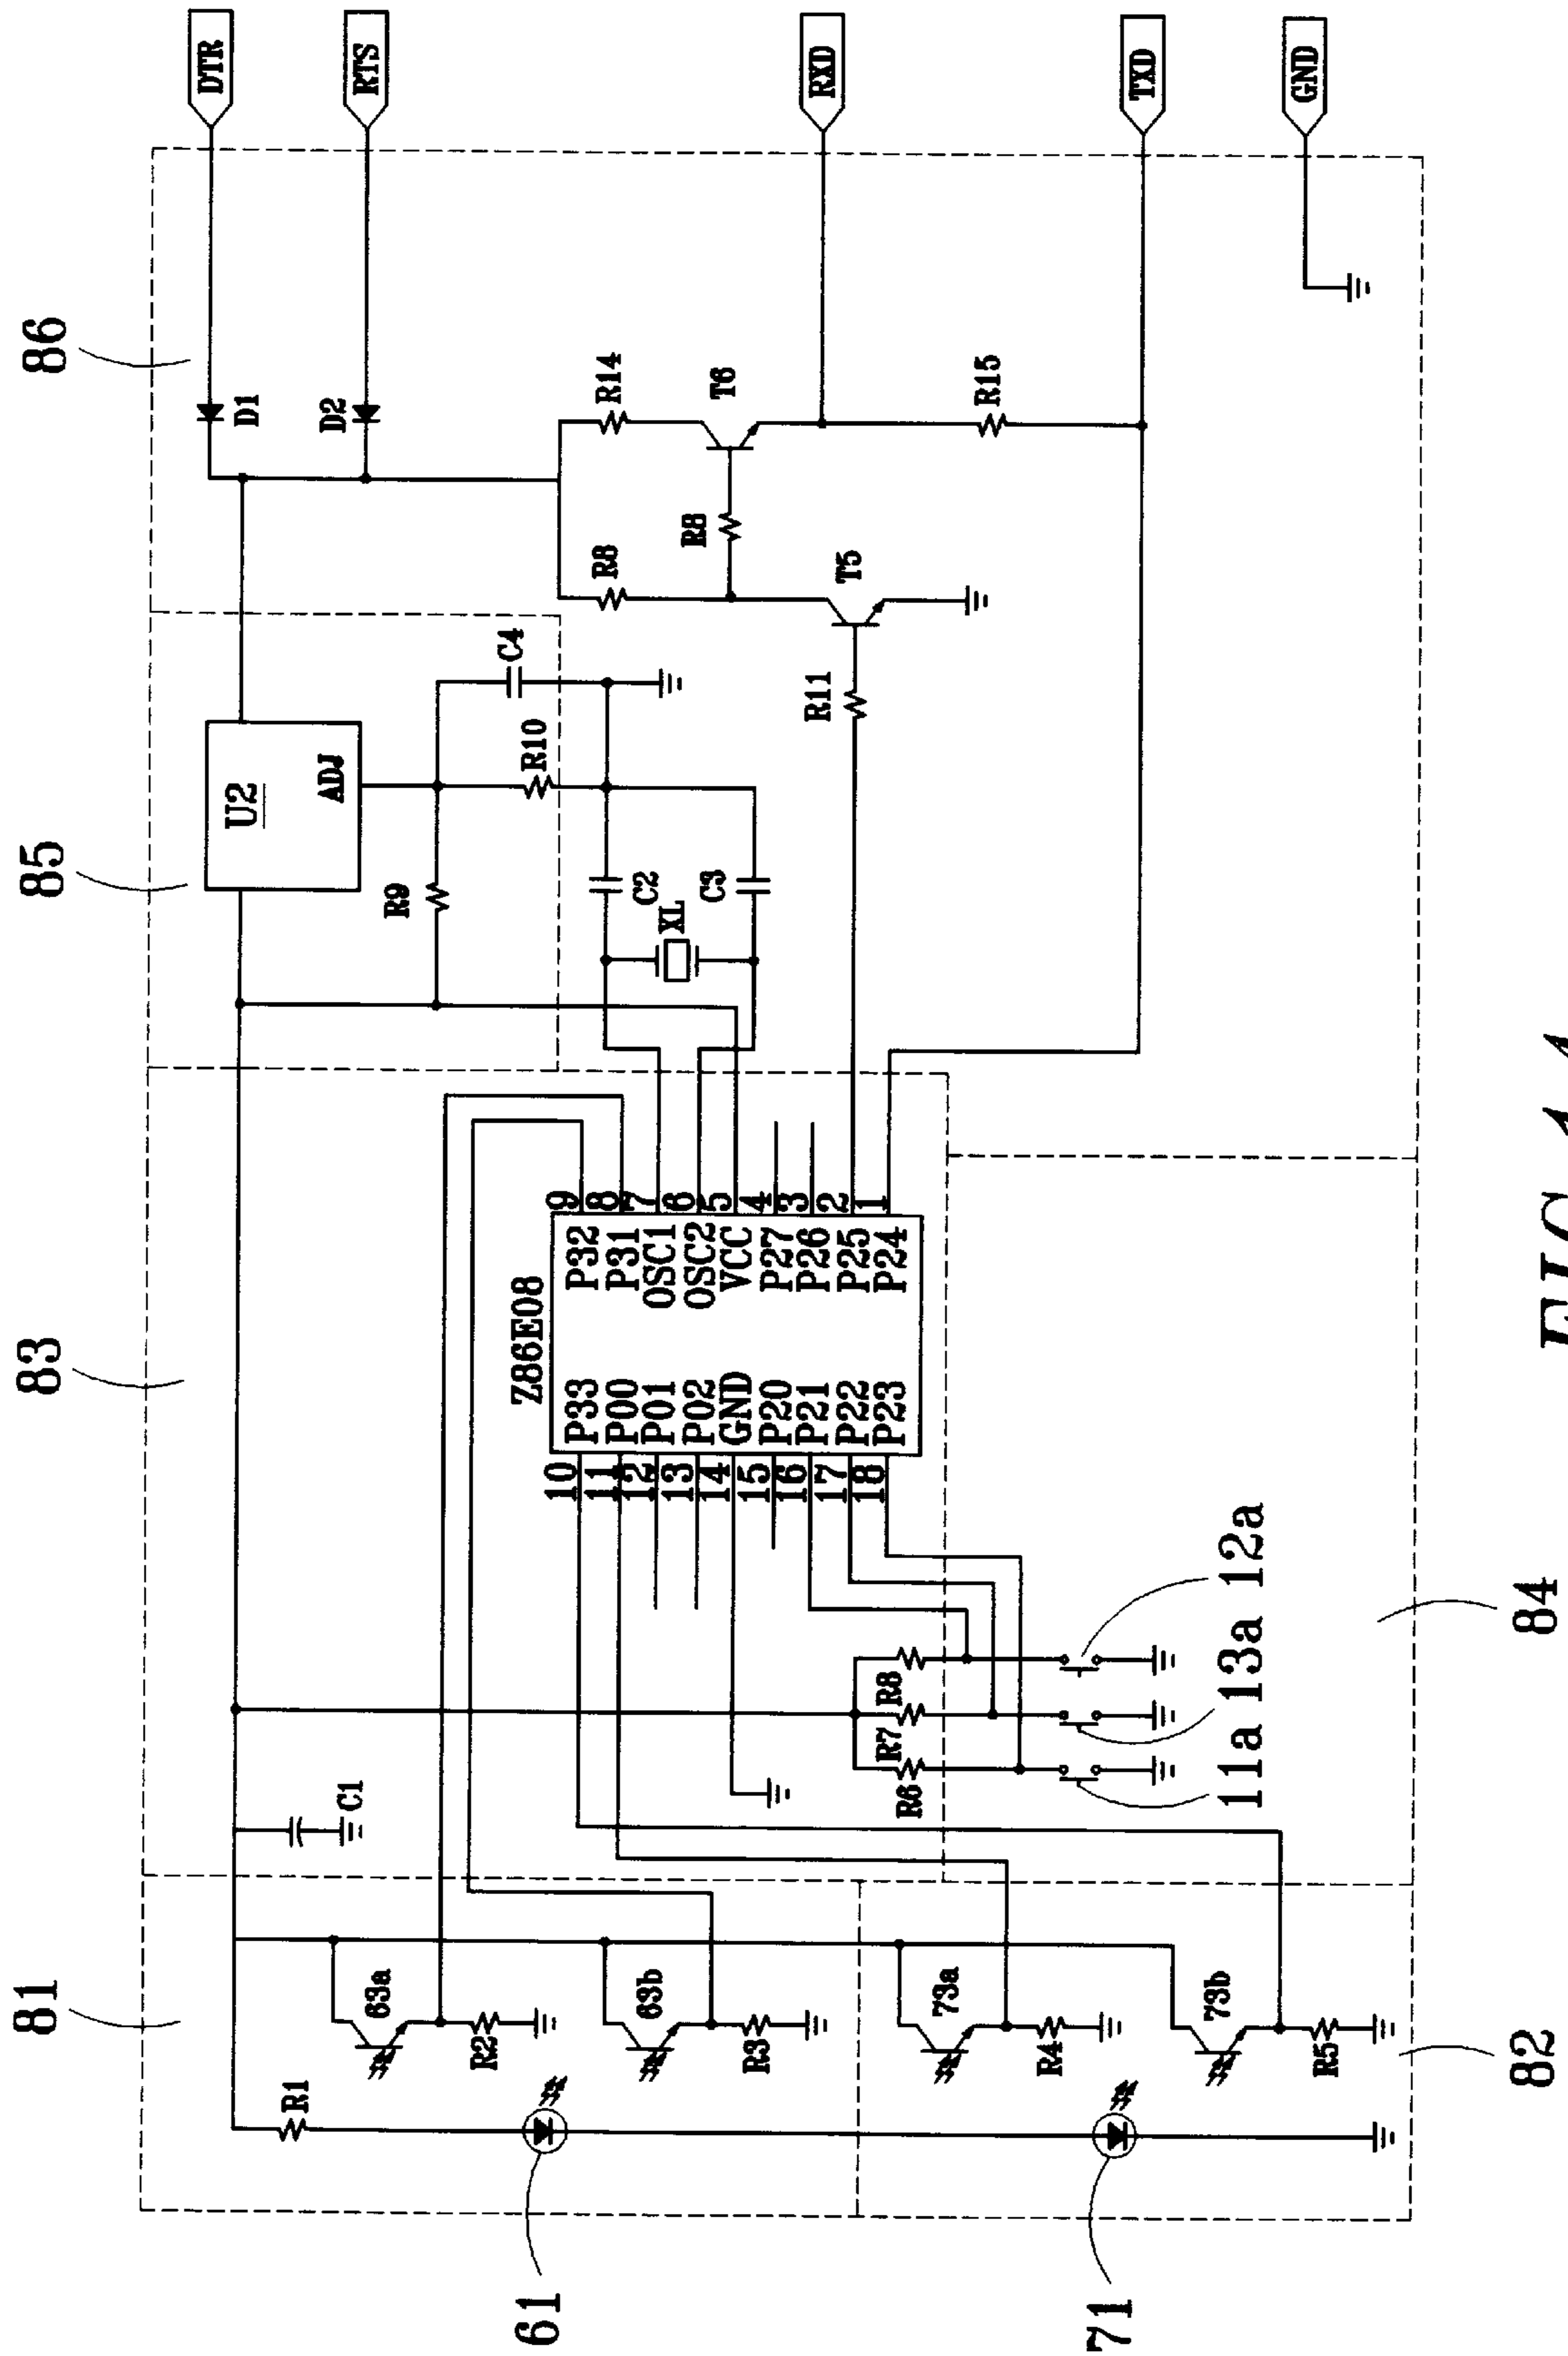 81
83
85
86
DTR
RTS
RXD
TXD
GND
D1
D2
U2
ADJ
R9
R10
C4
C2
XL
C3
R14
T6
R8
R8
T5
R11
R15
C1
R1
63a
R2
63b
R3
73a
R4
73b
R5
61
71
Z86E08
10 P33 P32 9
11 P00 P31 8
12 P01 OSC1 7
13 P02 OSC2 6
14 GND VCC 5
15 P20 P27 4
16 P21 P26 3
17 P22 P25 2
18 P23 P24 1
R6
R7
R8
11a
13a
12a
82
84
FIG